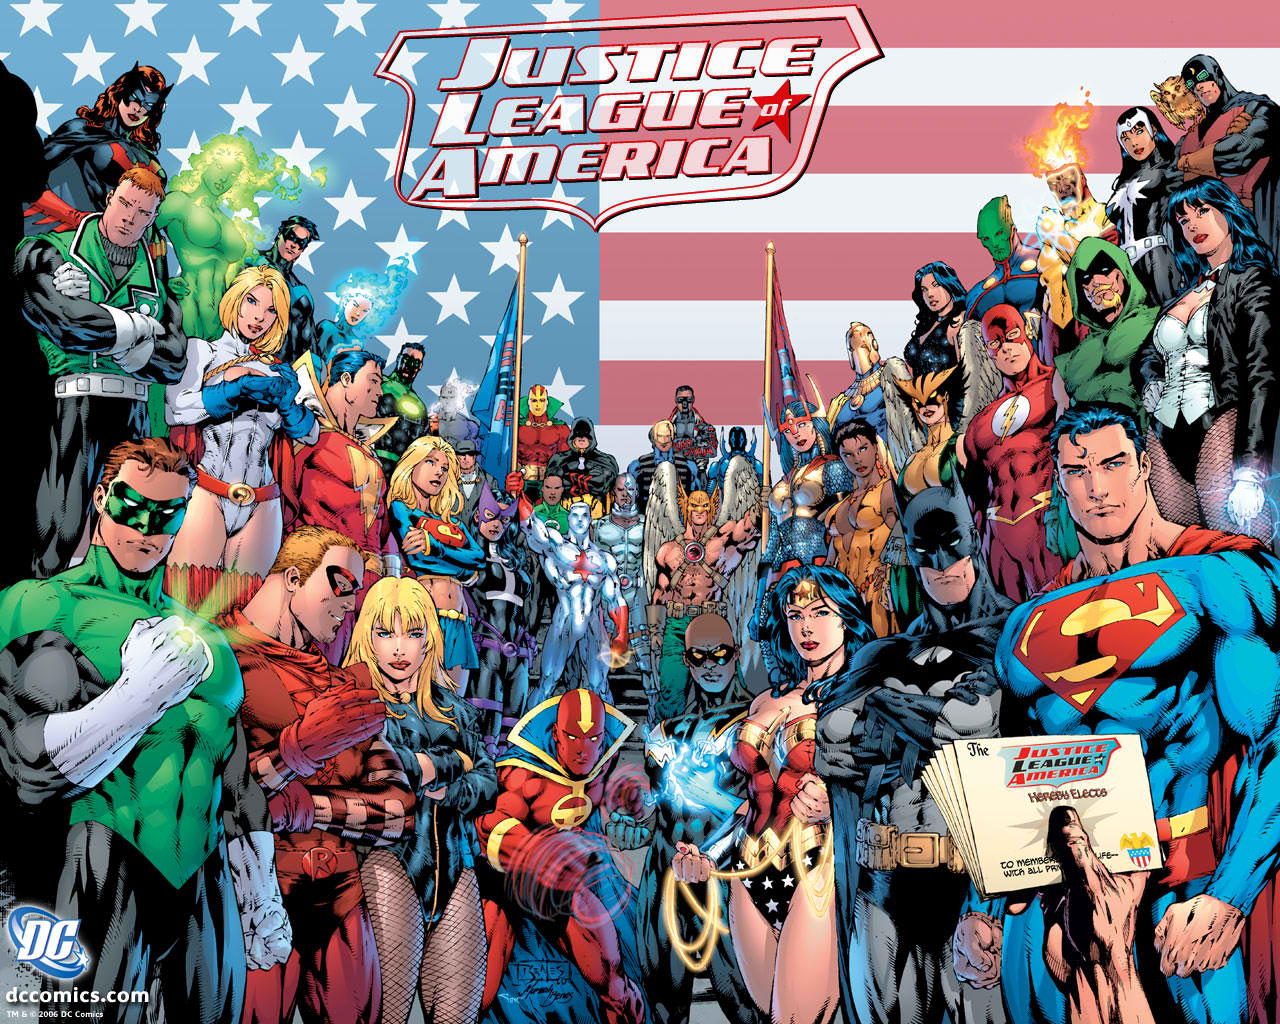 JUSTICE
LEAGUE of
AMERICA
The
JUSTICE
LEAGUE of
AMERICA
HEREBY ELECTS
TO MEMBER LIFE--
WITH ALL PRI
R
DC
dccomics.com
TM & © 2006 DC Comics